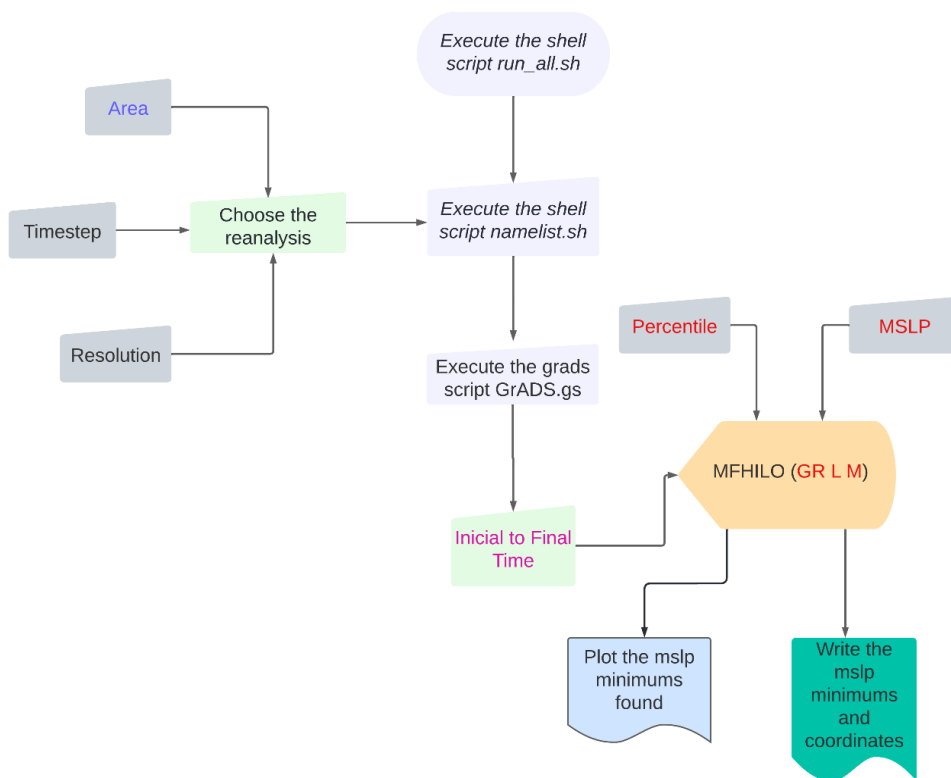 Execute the shell
script run_all.sh
Area
Choose the
reanalysis
Execute the shell
script namelist.sh
Timestep
Resolution
Percentile
MSLP
Execute the grads
script GrADS.gs
MFHILO (GR L M)
Inicial to Final
Time
Plot the mslp
minimums
found
Write the
mslp
minimums
and
coordinates